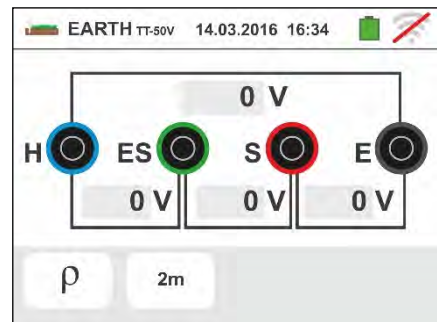 EARTH TT-50V 14.03.2016 16:34
0 V
H ES S E
0 V 0 V 0 V
ρ 2m